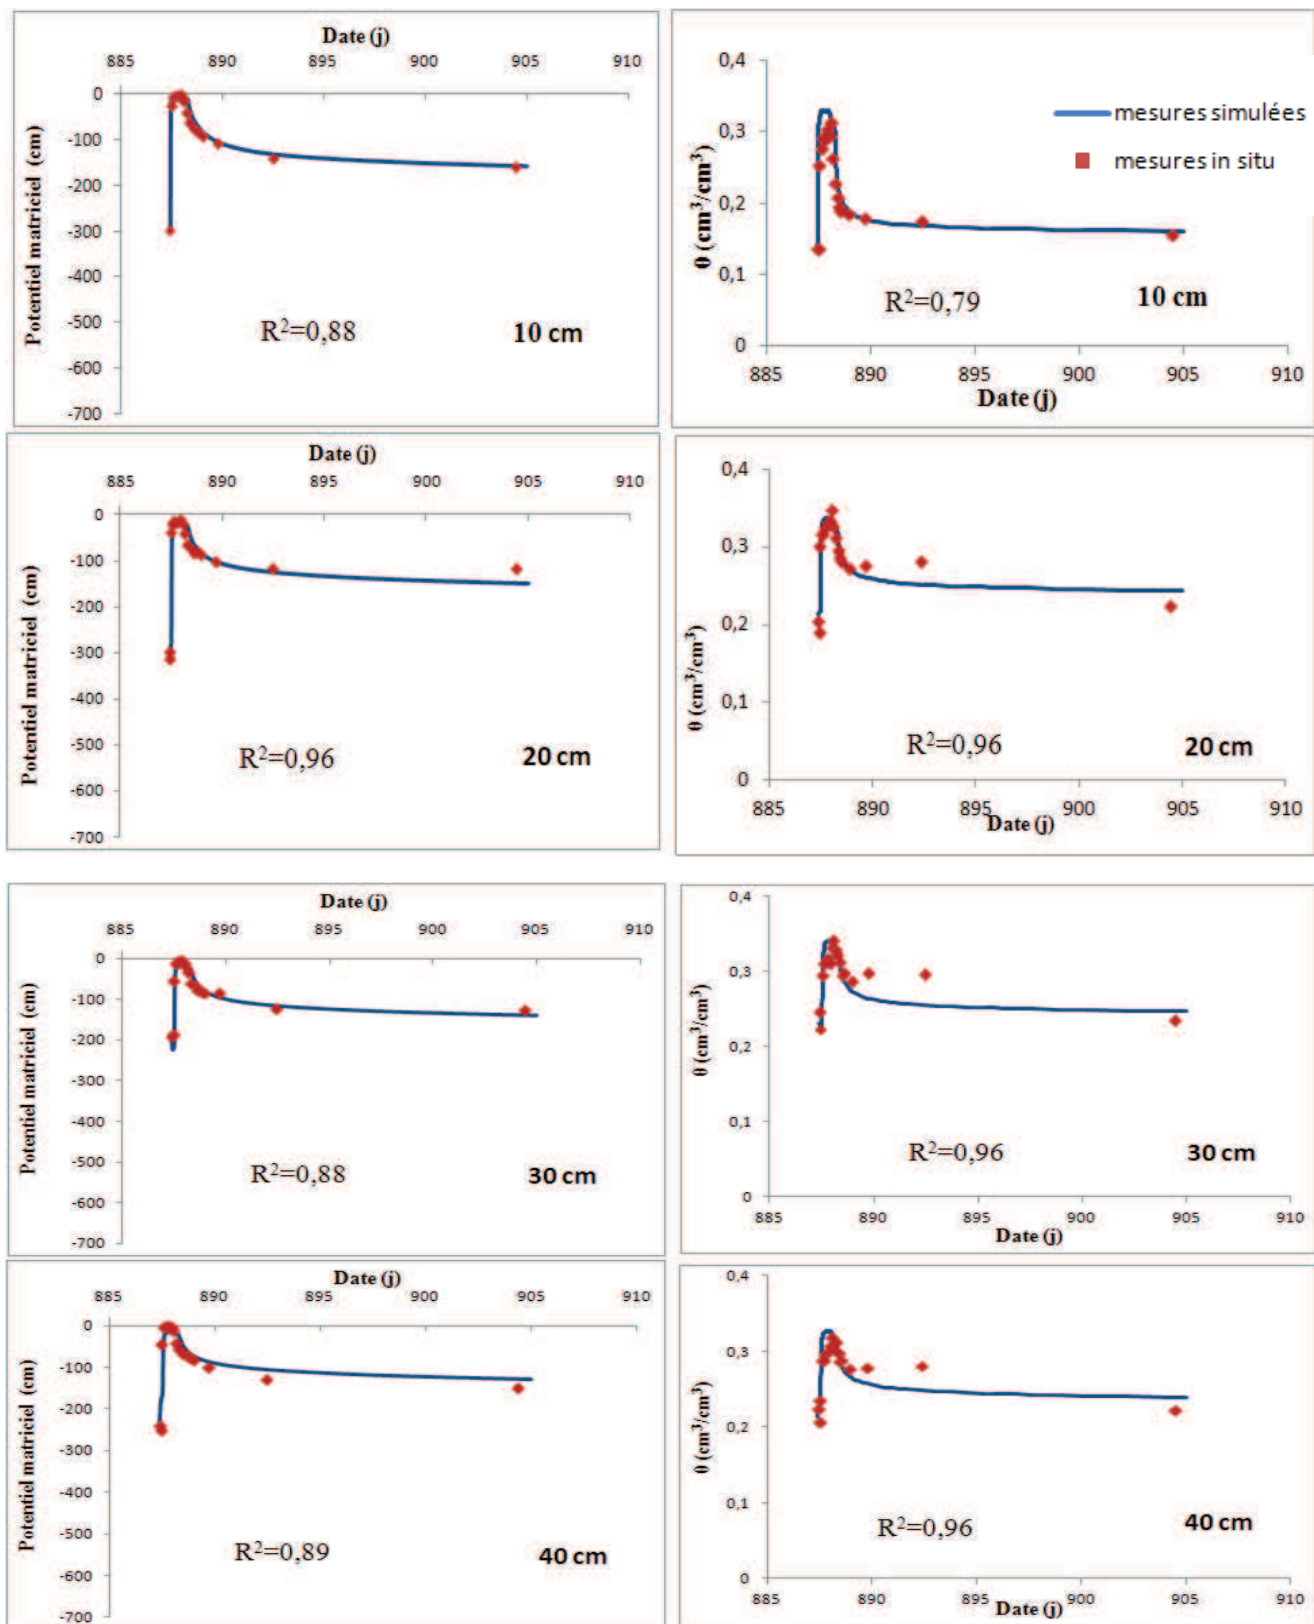 Date (j)
885 890 895 900 905 910
0
-100
-200
-300
-400
-500
-600
-700
Potentiel matriciel (cm)
R²=0,88
10 cm
0,4
0,3
0,2
0,1
0
θ (cm³/cm³)
mesures simulées
mesures in situ
R²=0,79
10 cm
885 890 895 900 905 910
Date (j)
Date (j)
885 890 895 900 905 910
0
-100
-200
-300
-400
-500
-600
-700
Potentiel matriciel (cm)
R²=0,96
20 cm
0,4
0,3
0,2
0,1
0
θ (cm³/cm³)
R²=0,96
20 cm
885 890 895 900 905 910
Date (j)
Date (j)
885 890 895 900 905 910
0
-100
-200
-300
-400
-500
-600
-700
Potentiel matriciel (cm)
R²=0,88
30 cm
0,4
0,3
0,2
0,1
0
θ (cm³/cm³)
R²=0,96
30 cm
885 890 895 900 905 910
Date (j)
Date (j)
885 890 895 900 905 910
0
-100
-200
-300
-400
-500
-600
-700
Potentiel matriciel (cm)
R²=0,89
40 cm
0,4
0,3
0,2
0,1
0
θ (cm³/cm³)
R²=0,96
40 cm
885 890 895 900 905 910
Date (j)